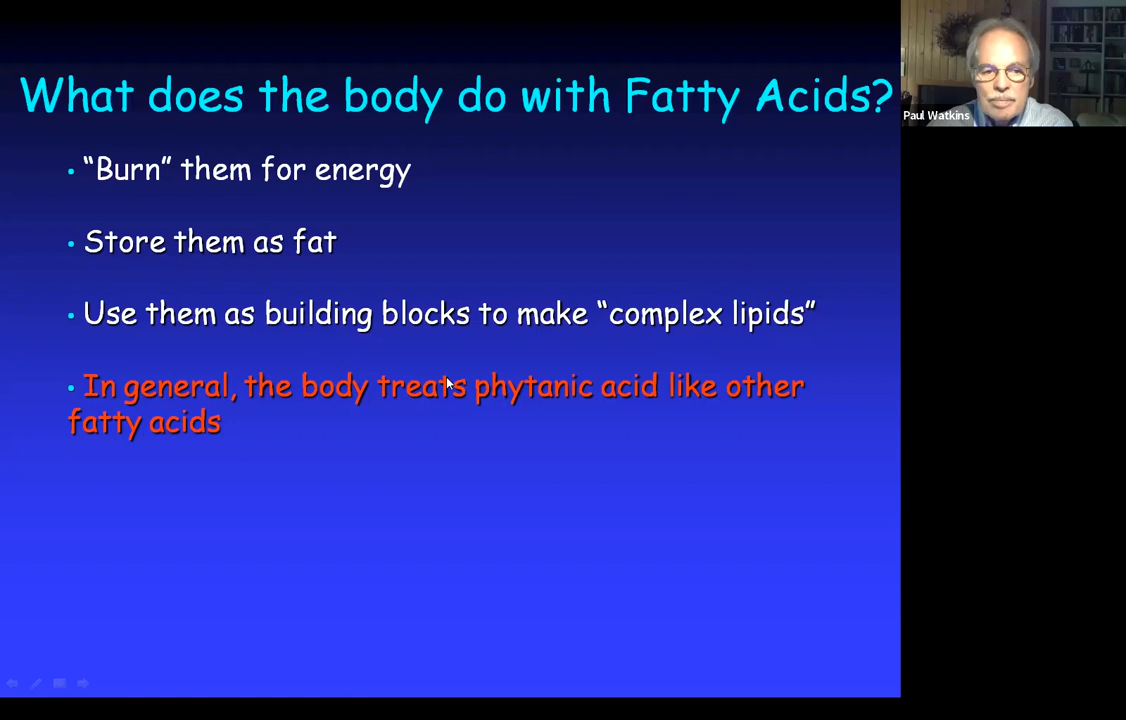 What does the body do with Fatty Acids?
Paul Watkins
• “Burn” them for energy
• Store them as fat
• Use them as building blocks to make “complex lipids”
• In general, the body treats phytanic acid like other
fatty acids